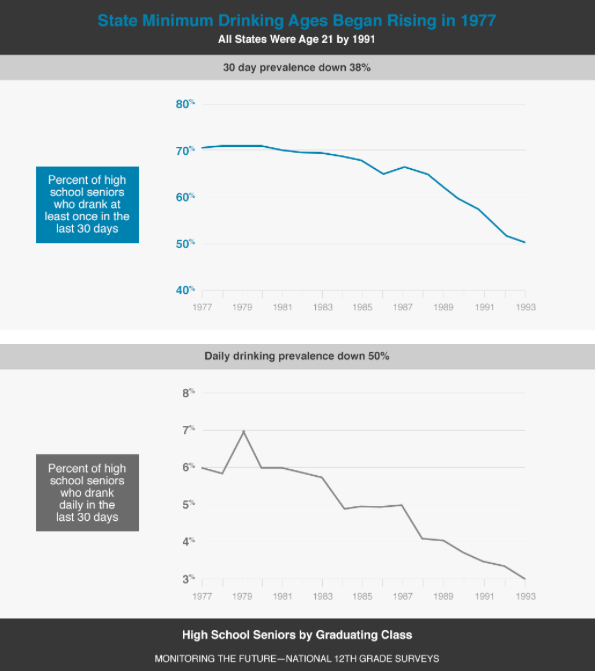 State Minimum Drinking Ages Began Rising in 1977
All States Were Age 21 by 1991
30 day prevalence down 38%
80%
70%
60%
50%
40%
Percent of high
school seniors
who drank at
least once in the
last 30 days
1977 1979 1981 1983 1985 1987 1989 1991 1993
Daily drinking prevalence down 50%
8%
7%
6%
5%
4%
3%
Percent of high
school seniors
who drank
daily in the
last 30 days
1977 1979 1981 1983 1985 1987 1989 1991 1993
High School Seniors by Graduating Class
MONITORING THE FUTURE—NATIONAL 12TH GRADE SURVEYS